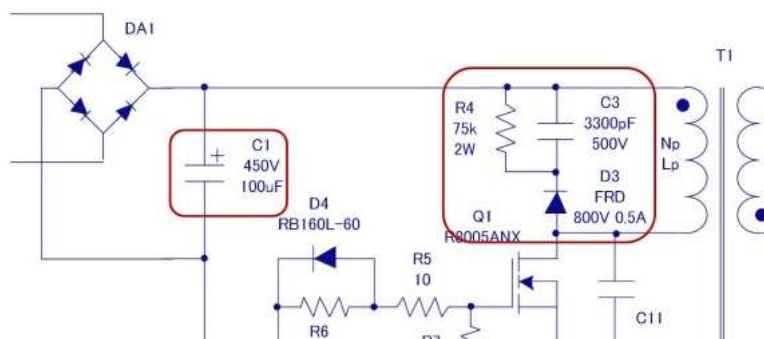 DA1
T1
C1
450V
100uF
+
R4
75k
2W
C3
3300pF
500V
Np
Lp
D3
FRD
800V 0.5A
D4
RB160L-60
Q1
R8005ANX
R5
10
R6
C11